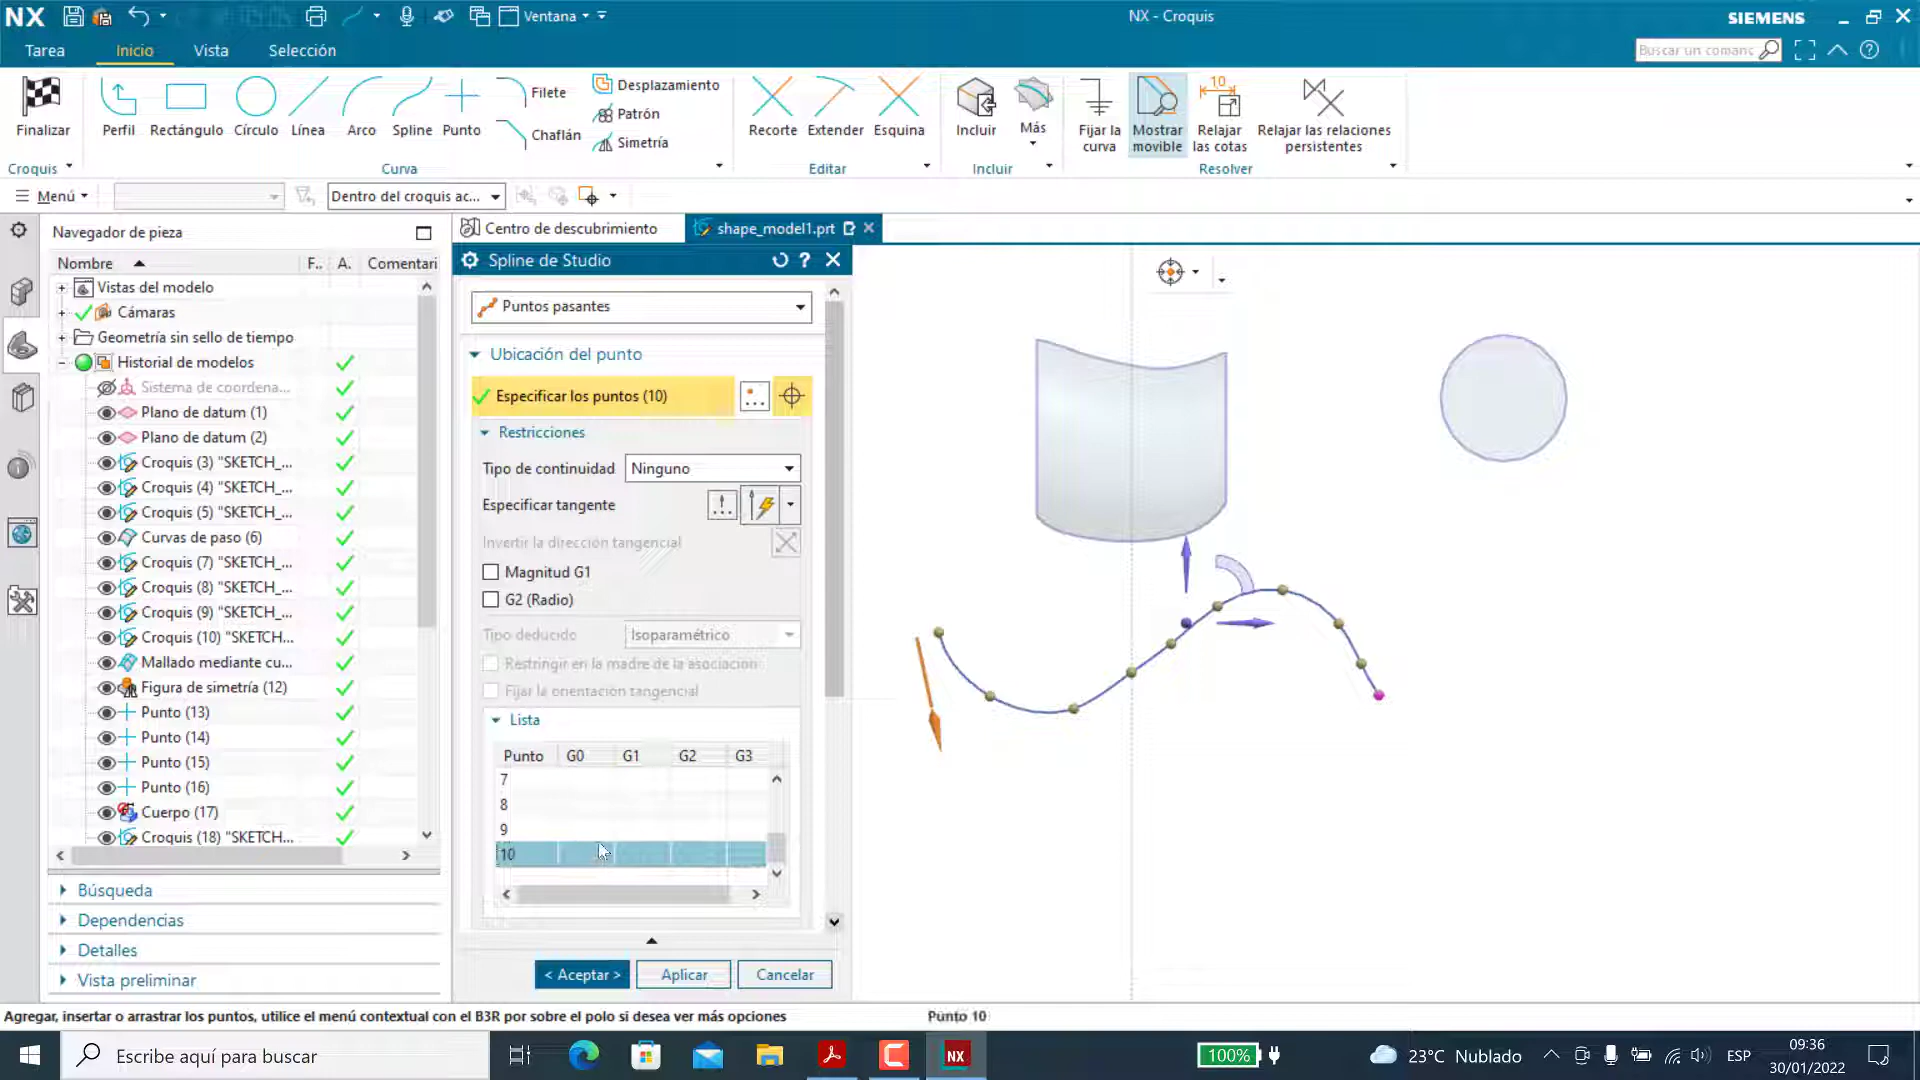 NX
Ventana
NX - Croquis
SIEMENS
Tarea
Inicio
Vista
Selección
Buscar un comanc
Finalizar
Perfil
Rectángulo
Círculo
Línea
Arco
Spline
Punto
Filete
Chaflán
Desplazamiento
Patrón
Simetría
Recorte
Extender
Esquina
Incluir
Más
Fijar la curva
Mostrar movible
10
Relajar las cotas
Relajar las relaciones persistentes
Croquis
Curva
Editar
Incluir
Resolver
Menú
Dentro del croquis ac...
Navegador de pieza
Nombre
F..
A.
Comentari
Vistas del modelo
Cámaras
Geometría sin sello de tiempo
Historial de modelos
Sistema de coordena...
Plano de datum (1)
Plano de datum (2)
Croquis (3) "SKETCH_...
Croquis (4) "SKETCH_...
Croquis (5) "SKETCH_...
Curvas de paso (6)
Croquis (7) "SKETCH_...
Croquis (8) "SKETCH_...
Croquis (9) "SKETCH_...
Croquis (10) "SKETCH...
Mallado mediante cu...
Figura de simetría (12)
Punto (13)
Punto (14)
Punto (15)
Punto (16)
Cuerpo (17)
Croquis (18) "SKETCH...
Búsqueda
Dependencias
Detalles
Vista preliminar
Centro de descubrimiento
shape_model1.prt
Spline de Studio
Puntos pasantes
Ubicación del punto
Especificar los puntos (10)
Restricciones
Tipo de continuidad
Ninguno
Especificar tangente
Invertir la dirección tangencial
Magnitud G1
G2 (Radio)
Tipo deducido
Isoparamétrico
Restringir en la madre de la asociación
Fijar la orientación tangencial
Lista
Punto G0 G1 G2 G3
7
8
9
10
< Aceptar >
Aplicar
Cancelar
Agregar, insertar o arrastrar los puntos, utilice el menú contextual con el B3R por sobre el polo si desea ver más opciones
Punto 10
Escribe aquí para buscar
NX
100%
23°C Nublado
ESP
09:36
30/01/2022